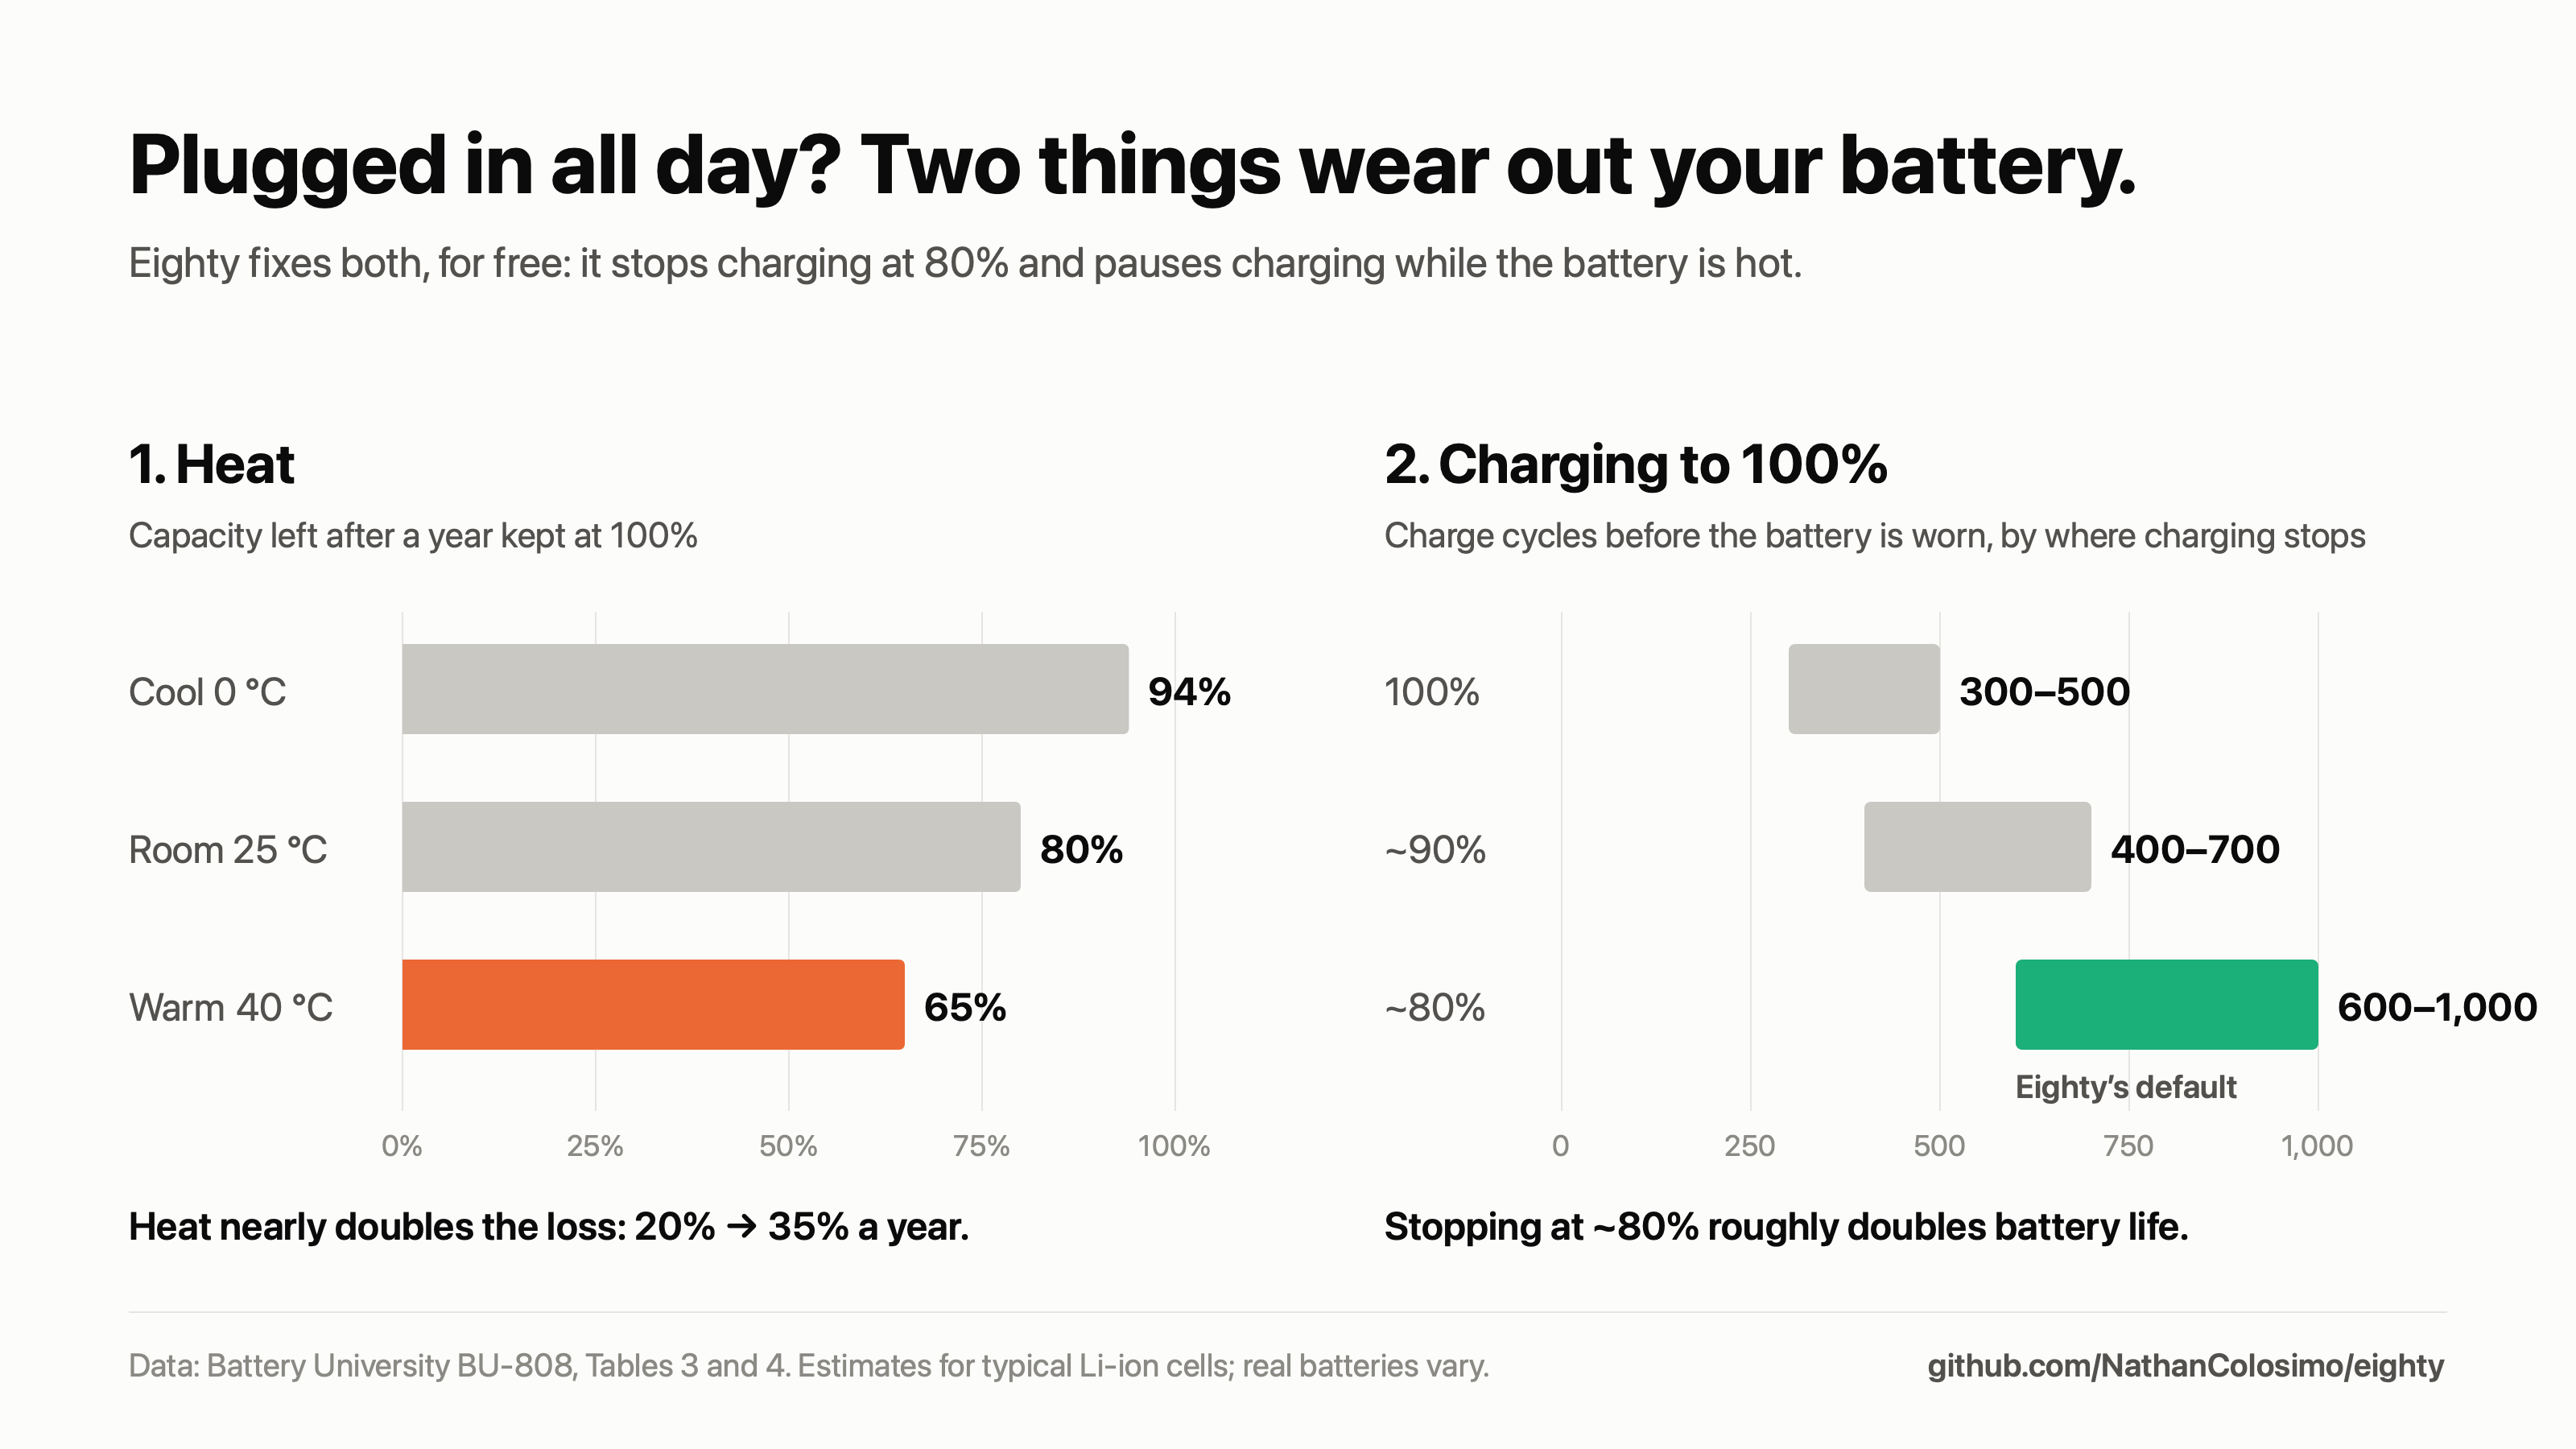 Plugged in all day? Two things wear out your battery.
Eighty fixes both, for free: it stops charging at 80% and pauses charging while the battery is hot.
1. Heat
Capacity left after a year kept at 100%
Cool 0 °C
94%
Room 25 °C
80%
Warm 40 °C
65%
0%
25%
50%
75%
100%
Heat nearly doubles the loss: 20% → 35% a year.
2. Charging to 100%
Charge cycles before the battery is worn, by where charging stops
100%
300–500
~90%
400–700
~80%
600–1,000
Eighty’s default
0
250
500
750
1,000
Stopping at ~80% roughly doubles battery life.
Data: Battery University BU-808, Tables 3 and 4. Estimates for typical Li-ion cells; real batteries vary.
github.com/NathanColosimo/eighty